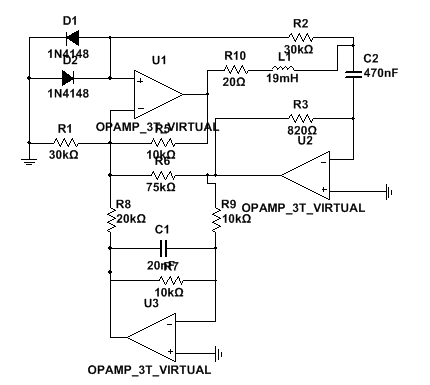 D1
1N4148
D2
1N4148
U1
OPAMP_3T_VIRTUAL
R2
30kΩ
R10
20Ω
L1
19mH
C2
470nF
R3
820Ω
U2
OPAMP_3T_VIRTUAL
R1
30kΩ
R5
10kΩ
R6
75kΩ
R8
20kΩ
R9
10kΩ
C1
20nF
R7
10kΩ
U3
OPAMP_3T_VIRTUAL